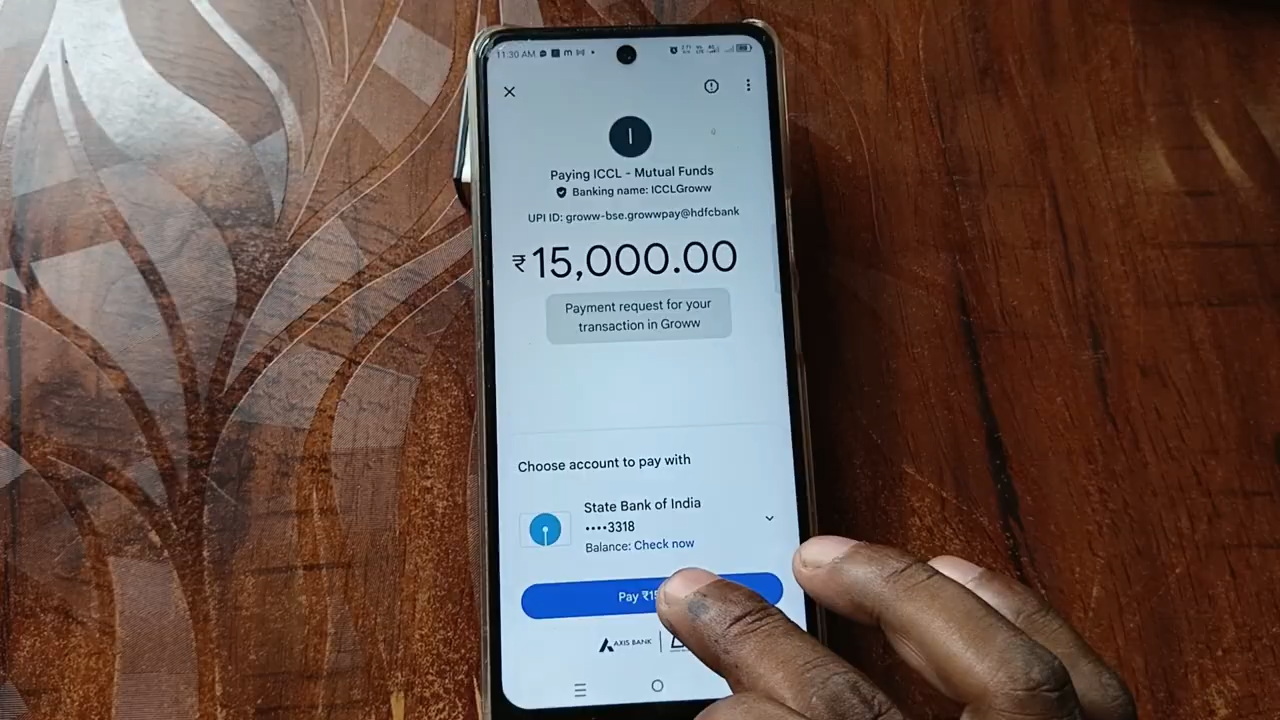 11:30 AM
Paying ICCL - Mutual Funds
Banking name: ICCLGroww
UPI ID: groww-bse.growwpay@hdfcbank
₹15,000.00
Payment request for your
transaction in Groww
Choose account to pay with
State Bank of India
••••3318
Balance: Check now
Pay ₹15
AXIS BANK